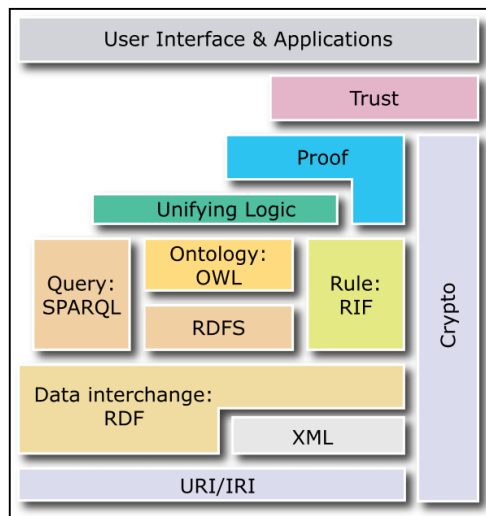 User Interface & Applications
Trust
Proof
Unifying Logic
Query:
SPARQL
Ontology:
OWL
Rule:
RIF
RDFS
Crypto
Data interchange:
RDF
XML
URI/IRI